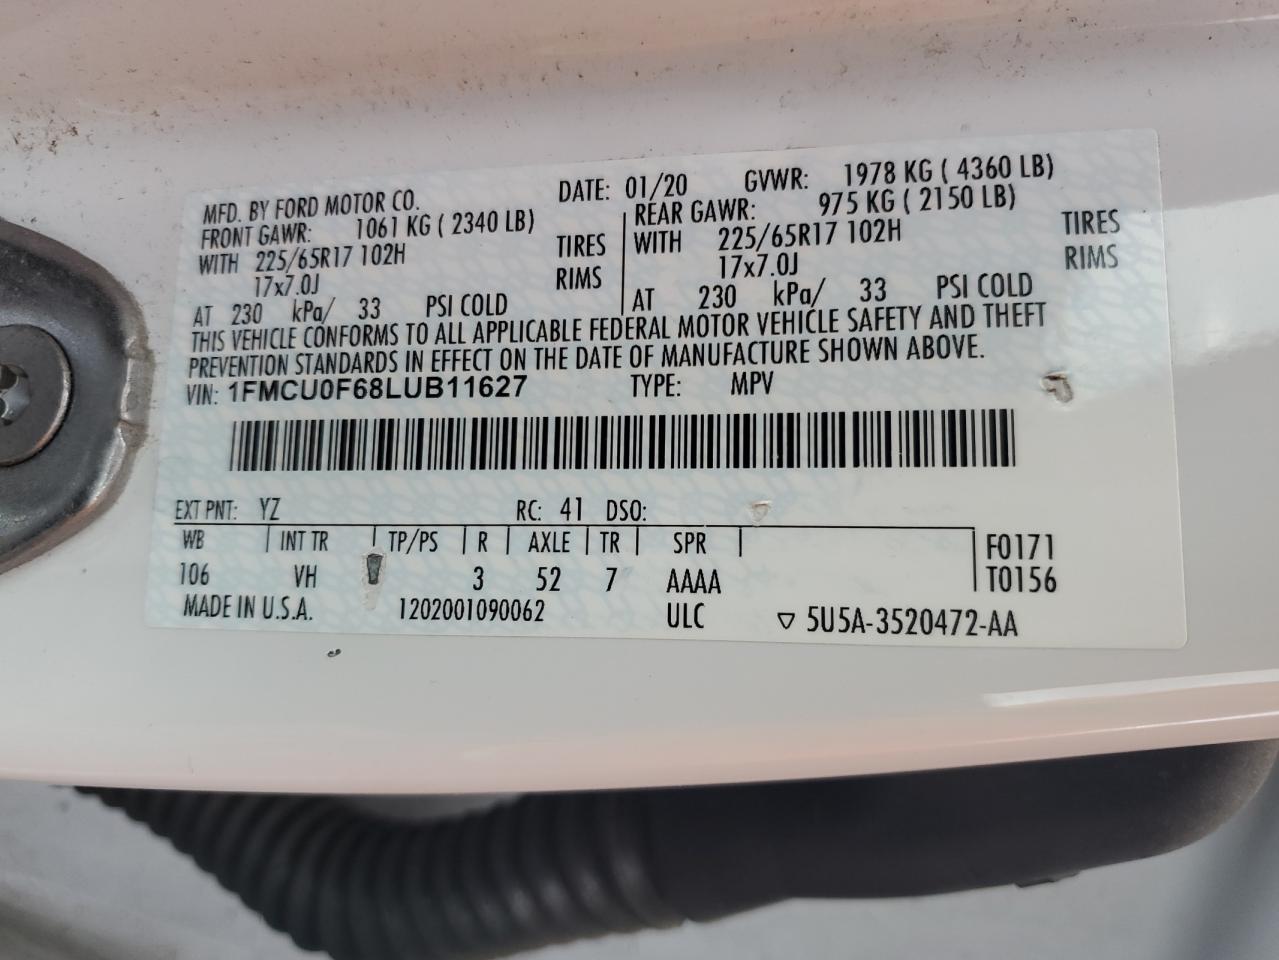 MFD. BY FORD MOTOR CO. DATE: 01/20 GVWR: 1978 KG ( 4360 LB)
FRONT GAWR: 1061 KG ( 2340 LB) REAR GAWR: 975 KG ( 2150 LB)
WITH 225/65R17 102H TIRES WITH 225/65R17 102H TIRES
17x7.0J RIMS 17x7.0J RIMS
AT 230 kPa/ 33 PSI COLD AT 230 kPa/ 33 PSI COLD
THIS VEHICLE CONFORMS TO ALL APPLICABLE FEDERAL MOTOR VEHICLE SAFETY AND THEFT
PREVENTION STANDARDS IN EFFECT ON THE DATE OF MANUFACTURE SHOWN ABOVE.
VIN: 1FMCU0F68LUB11627 TYPE: MPV
EXT PNT: YZ RC: 41 DSO:
WB INT TR TP/PS R AXLE TR SPR F0171
106 VH 3 52 7 AAAA T0156
MADE IN U.S.A. 1202001090062 ULC ▽ 5U5A-3520472-AA